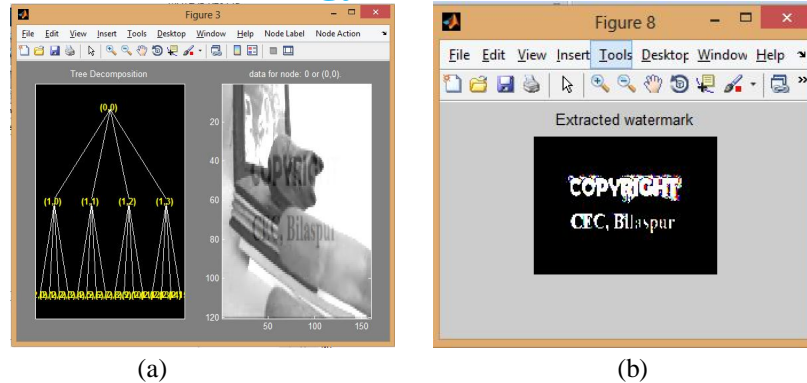 Figure 3
File Edit View Insert Tools Desktop Window Help Node Label Node Action
Tree Decomposition
data for node: 0 or (0,0).
(0,0)
(1,0) (1,1) (1,2) (1,3)
20
40
60
80
100
120
50 100 150
COPYRIG
CEC, Bilaspur
(a)
Figure 8
File Edit View Insert Tools Desktop Window Help
Extracted watermark
COPYRIGHT
CEC, Bilaspur
(b)